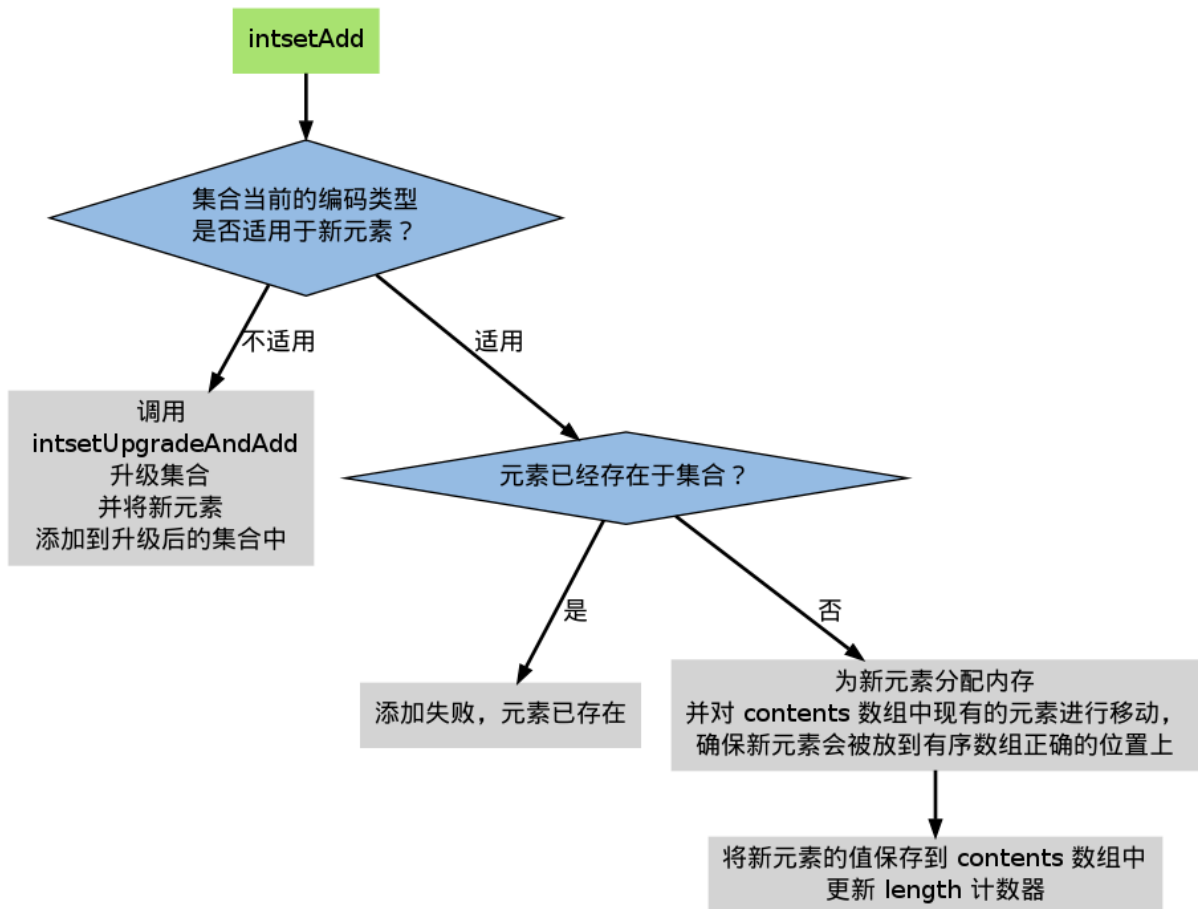 intsetAdd
集合当前的编码类型
是否适用于新元素？
不适用
适用
调用
intsetUpgradeAndAdd
升级集合
并将新元素
添加到升级后的集合中
元素已经存在于集合？
是
否
添加失败，元素已存在
为新元素分配内存
并对 contents 数组中现有的元素进行移动，
确保新元素会被放到有序数组正确的位置上
将新元素的值保存到 contents 数组中
更新 length 计数器